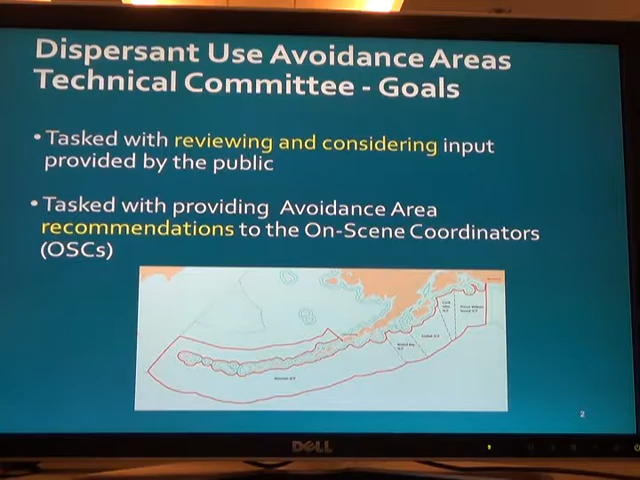 Dispersant Use Avoidance Areas
Technical Committee - Goals
• Tasked with reviewing and considering input
provided by the public
• Tasked with providing Avoidance Area
recommendations to the On-Scene Coordinators
(OSCs)
2
DELL